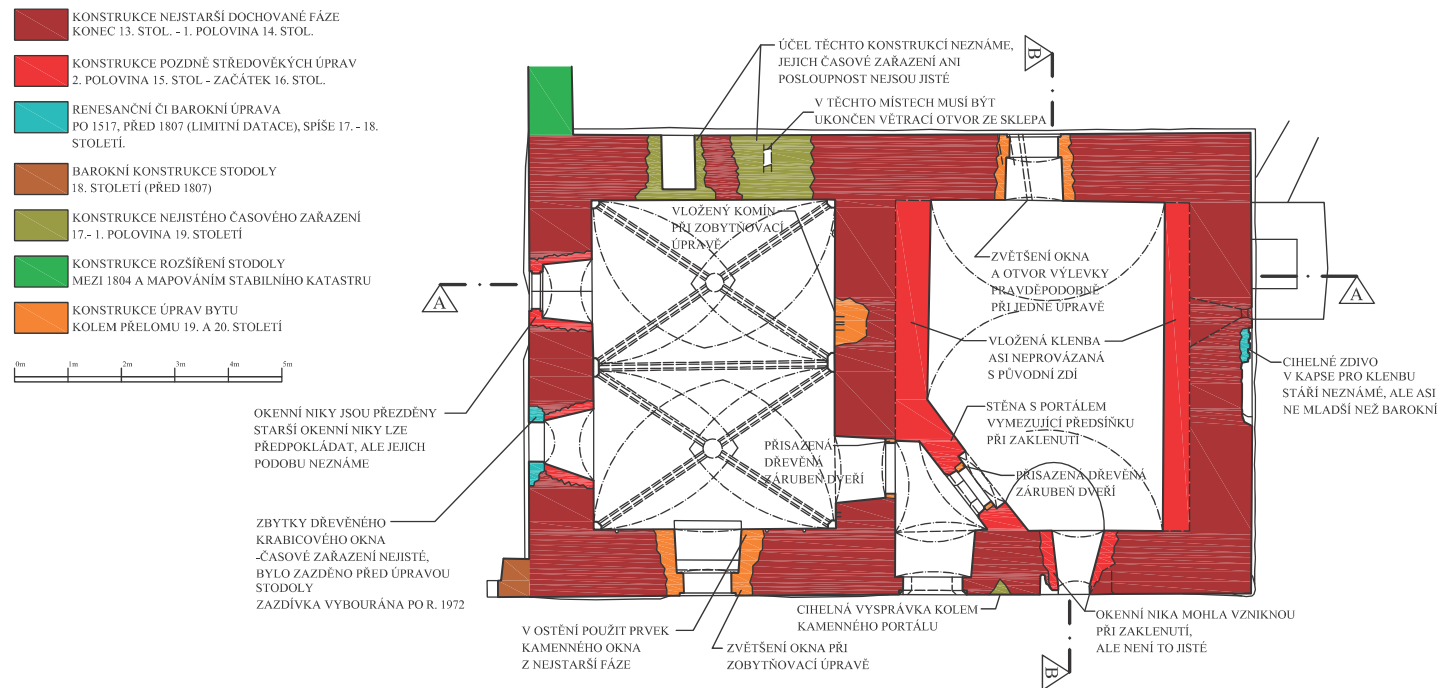 KONSTRUKCE NEJSTARŠÍ DOCHOVANÉ FÁZE
KONEC 13. STOL. - 1. POLOVINA 14. STOL.
KONSTRUKCE POZDNĚ STŘEDOVĚKÝCH ÚPRAV
2. POLOVINA 15. STOL - ZAČÁTEK 16. STOL.
RENESANČNÍ ČI BAROKNÍ ÚPRAVA
PO 1517, PŘED 1807 (LIMITNÍ DATACE), SPÍŠE 17. - 18.
STOLETÍ.
BAROKNÍ KONSTRUKCE STODOLY
18. STOLETÍ (PŘED 1807)
KONSTRUKCE NEJISTÉHO ČASOVÉHO ZAŘAZENÍ
17.- 1. POLOVINA 19. STOLETÍ
KONSTRUKCE ROZŠÍŘENÍ STODOLY
MEZI 1804 A MAPOVÁNÍM STABILNÍHO KATASTRU
KONSTRUKCE ÚPRAV BYTU
KOLEM PŘELOMU 19. A 20. STOLETÍ
0m 1m 2m 3m 4m 5m
ÚČEL TĚCHTO KONSTRUKCÍ NEZNÁME,
JEJICH ČASOVÉ ZAŘAZENÍ ANI
POSLOUPNOST NEJSOU JISTÉ
V TĚCHTO MÍSTECH MUSÍ BÝT
UKONČEN VĚTRACÍ OTVOR ZE SKLEPA
B
VLOŽENÝ KOMÍN
PŘI ZOBYTŇOVACÍ
ÚPRAVĚ
ZVĚTŠENÍ OKNA
A OTVOR VÝLEVKY
PRAVDĚPODOBNĚ
PŘI JEDNÉ ÚPRAVĚ
A
A
VLOŽENÁ KLENBA
ASI NEPROVÁZANÁ
S PŮVODNÍ ZDÍ
CIHELNÉ ZDIVO
V KAPSE PRO KLENBU
STÁŘÍ NEZNÁMÉ, ALE ASI
NE MLADŠÍ NEŽ BAROKNÍ
OKENNÍ NIKY JSOU PŘEZDĚNY
STARŠÍ OKENNÍ NIKY LZE
PŘEDPOKLÁDAT, ALE JEJICH
PODOBU NEZNÁME
STĚNA S PORTÁLEM
VYMEZUJÍCÍ PŘEDSÍŇKU
PŘI ZAKLENUTÍ
PŘISAZENÁ
DŘEVĚNÁ
ZÁRUBEŇ DVEŘÍ
PŘISAZENÁ DŘEVĚNÁ
ZÁRUBEŇ DVEŘÍ
ZBYTKY DŘEVĚNÉHO
KRABICOVÉHO OKNA
-ČASOVÉ ZAŘAZENÍ NEJISTÉ,
BYLO ZAZDĚNO PŘED ÚPRAVOU
STODOLY
ZAZDÍVKA VYBOURÁNA PO R. 1972
V OSTĚNÍ POUŽIT PRVEK
KAMENNÉHO OKNA
Z NEJSTARŠÍ FÁZE
ZVĚTŠENÍ OKNA PŘI
ZOBYTŇOVACÍ ÚPRAVĚ
CIHELNÁ VYSPRÁVKA KOLEM
KAMENNÉHO PORTÁLU
OKENNÍ NIKA MOHLA VZNIKNOU
PŘI ZAKLENUTÍ,
ALE NENÍ TO JISTÉ
B